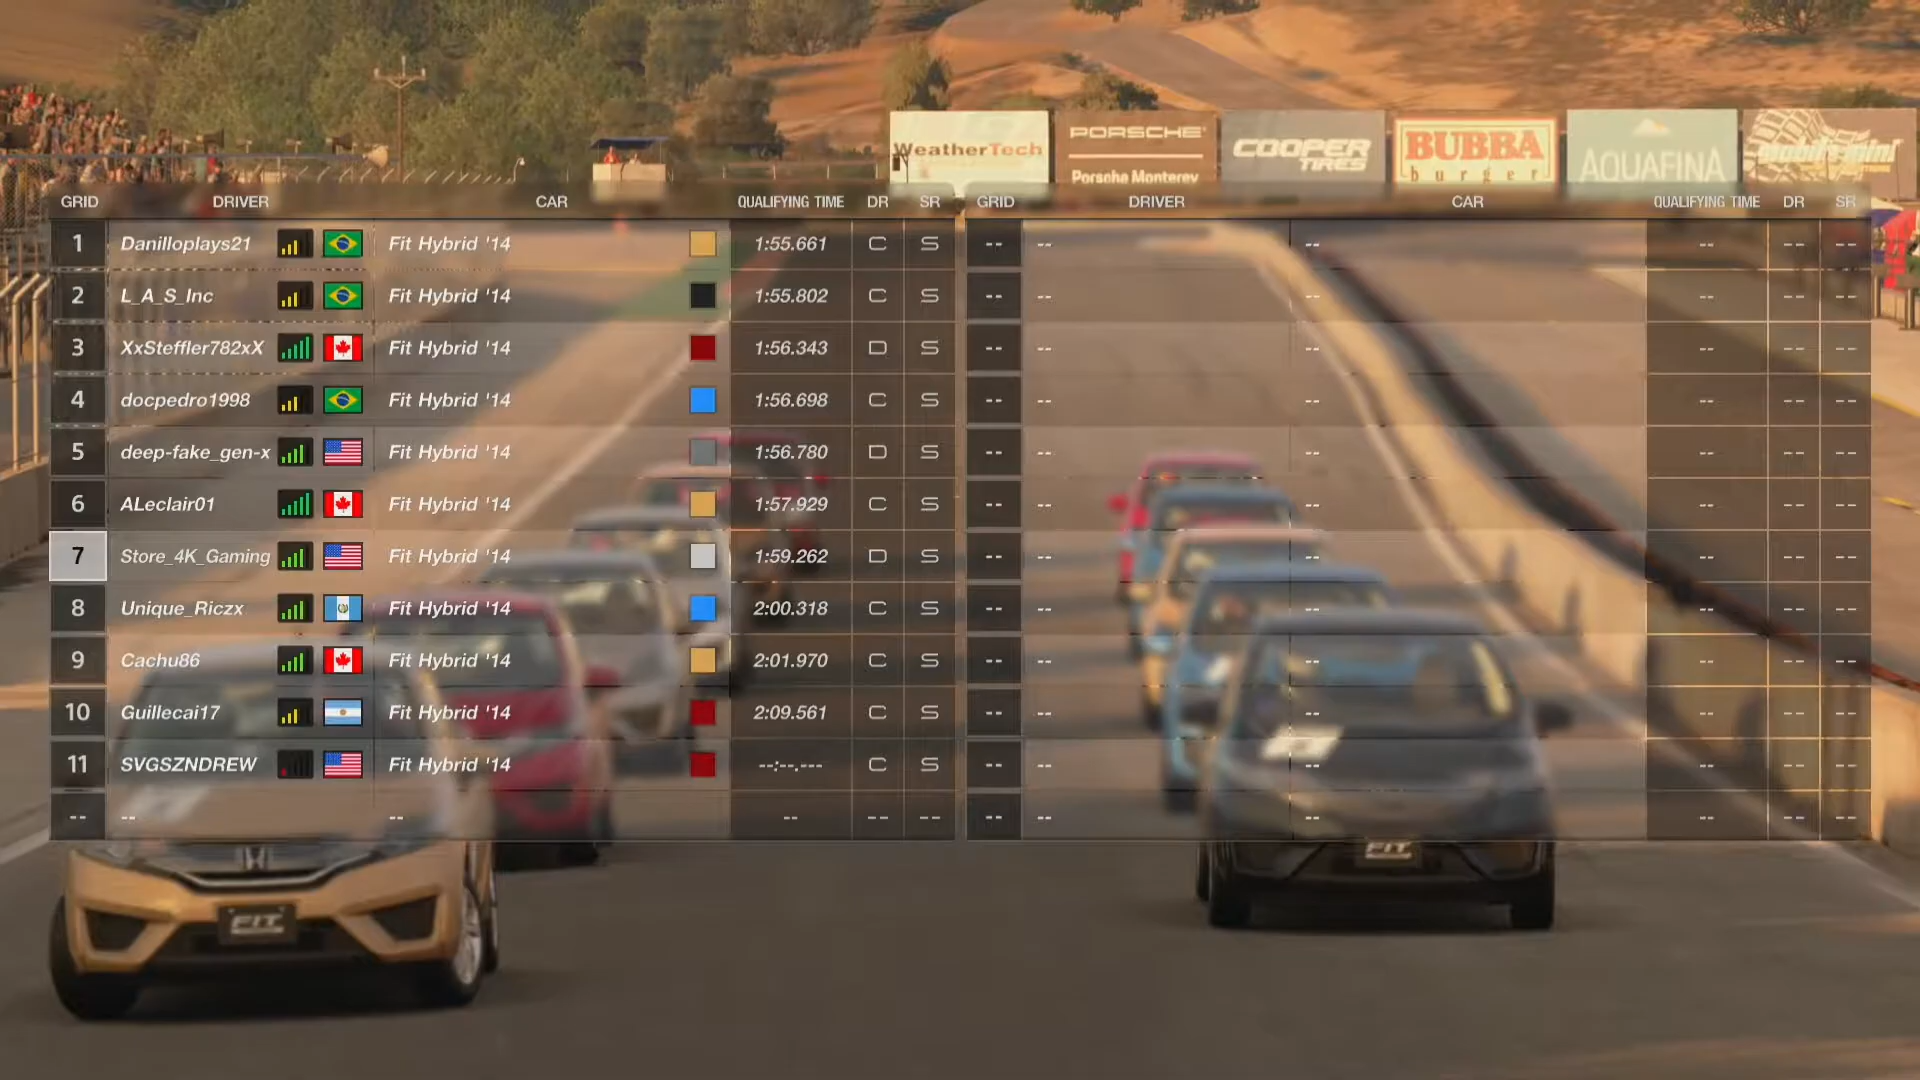 WeatherTech
PORSCHE
Porsche Monterey
COOPER TIRES
BUBBA burger
AQUAFINA
mobile mini
GRID DRIVER CAR QUALIFYING TIME DR SR GRID DRIVER CAR QUALIFYING TIME DR SR
1 Danilloplays21 Fit Hybrid '14 1:55.661 C S -- -- -- -- -- --
2 L_A_S_Inc Fit Hybrid '14 1:55.802 C S -- -- -- -- -- --
3 XxSteffler782xX Fit Hybrid '14 1:56.343 D S -- -- -- -- -- --
4 docpedro1998 Fit Hybrid '14 1:56.698 C S -- -- -- -- -- --
5 deep-fake_gen-x Fit Hybrid '14 1:56.780 D S -- -- -- -- -- --
6 ALeclair01 Fit Hybrid '14 1:57.929 C S -- -- -- -- -- --
7 Store_4K_Gaming Fit Hybrid '14 1:59.262 D S -- -- -- -- -- --
8 Unique_Riczx Fit Hybrid '14 2:00.318 C S -- -- -- -- -- --
9 Cachu86 Fit Hybrid '14 2:01.970 C S -- -- -- -- -- --
10 Guillecai17 Fit Hybrid '14 2:09.561 C S -- -- -- -- -- --
11 SVGSZNDREW Fit Hybrid '14 --:--.--- C S -- -- -- -- -- --
-- -- -- -- -- -- -- -- -- -- -- --
FIT
FIT